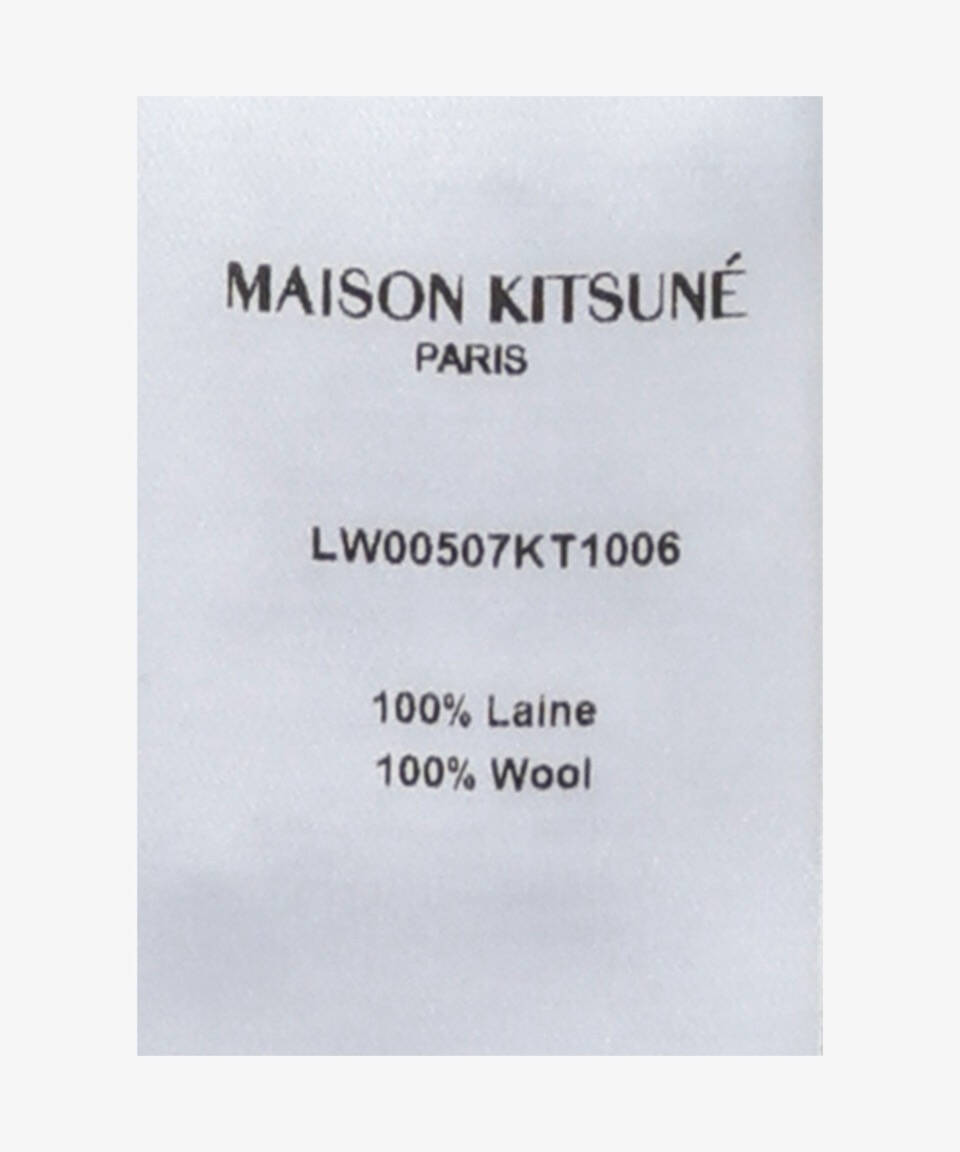 MAISON KITSUNÉ
PARIS
LW00507KT1006
100% Laine
100% Wool